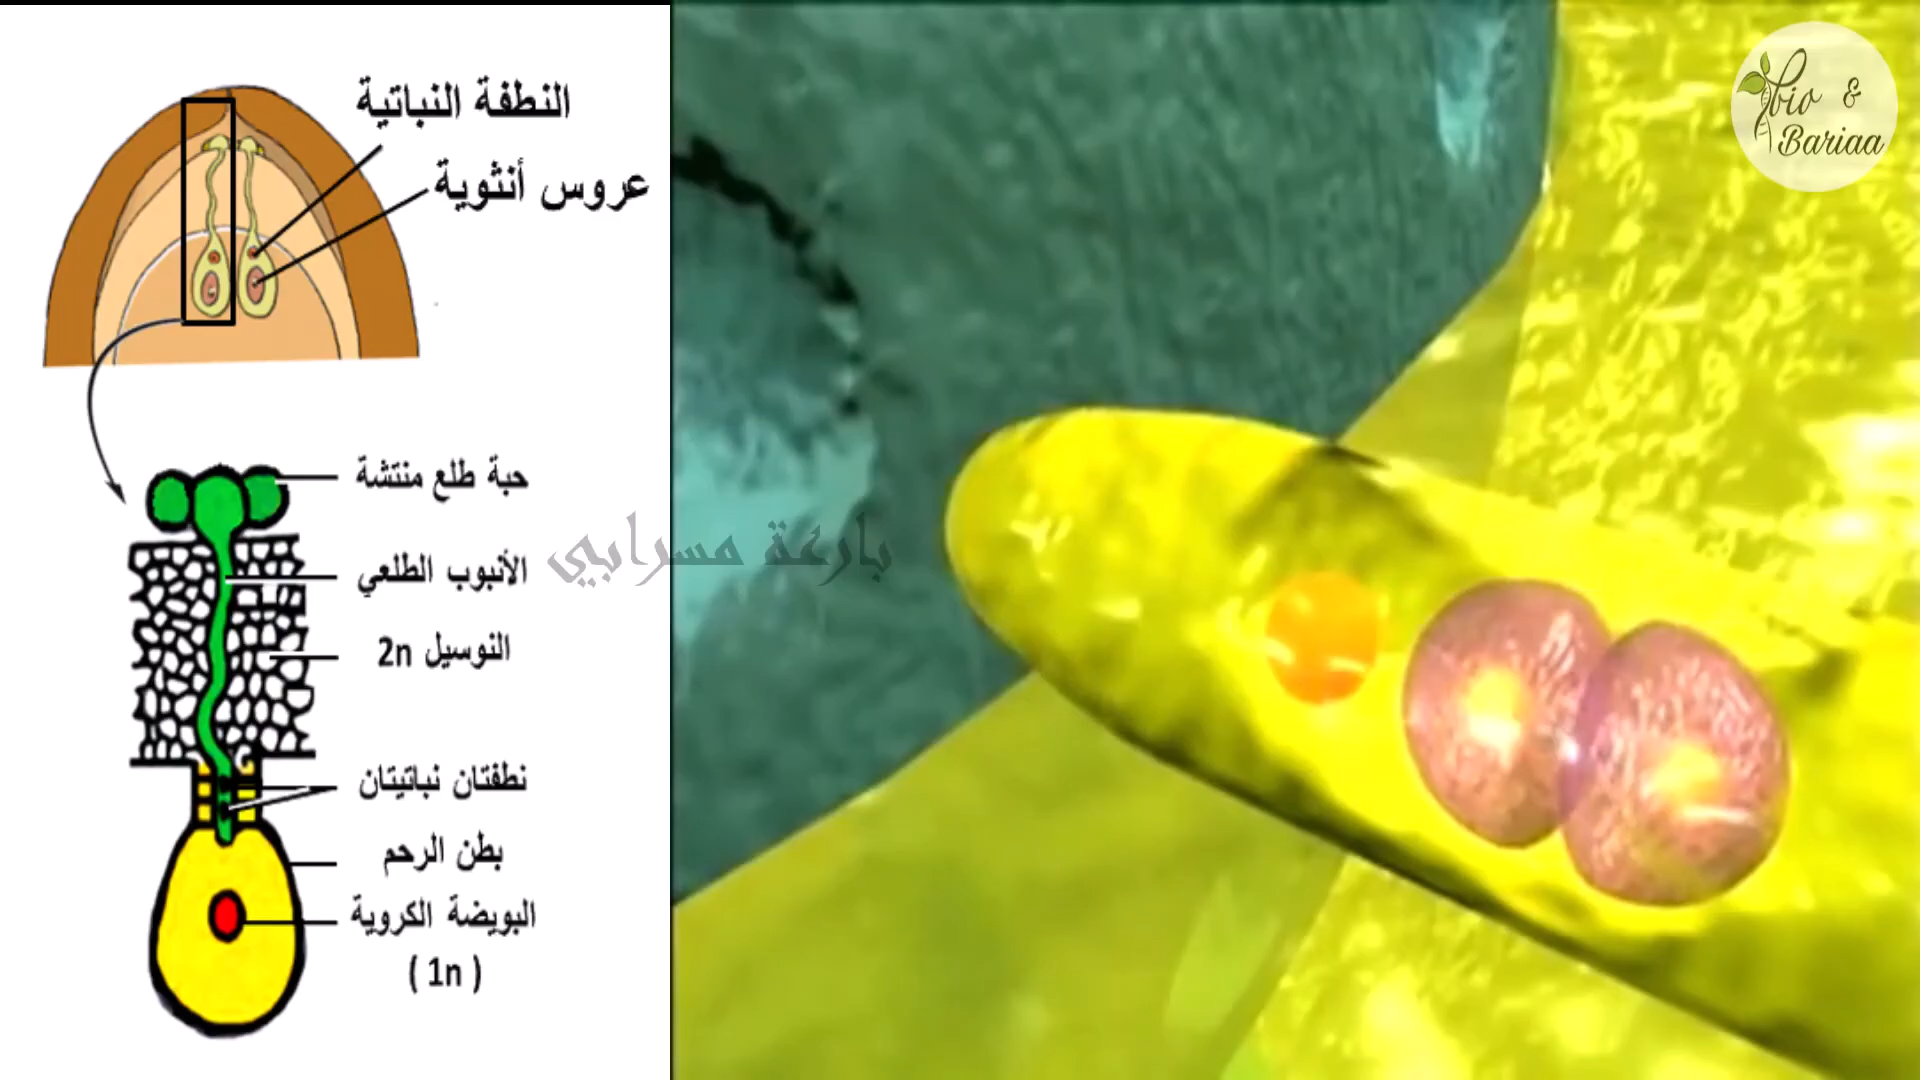 النطفة النباتية
عروس أنثوية
حبة طلع منتشة
الأنبوب الطلعي
النوسيل 2n
نطفتان نباتيتان
بطن الرحم
البويضة الكروية
( 1n )
بارعة مسرابي
bio &
Bariaa